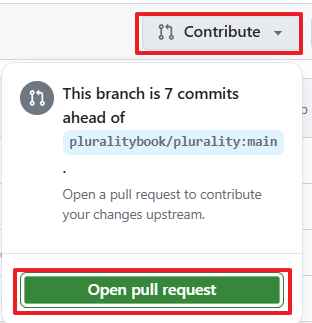 Contribute
This branch is 7 commits
ahead of
pluralitybook/plurality:main
.
Open a pull request to contribute
your changes upstream.
Open pull request